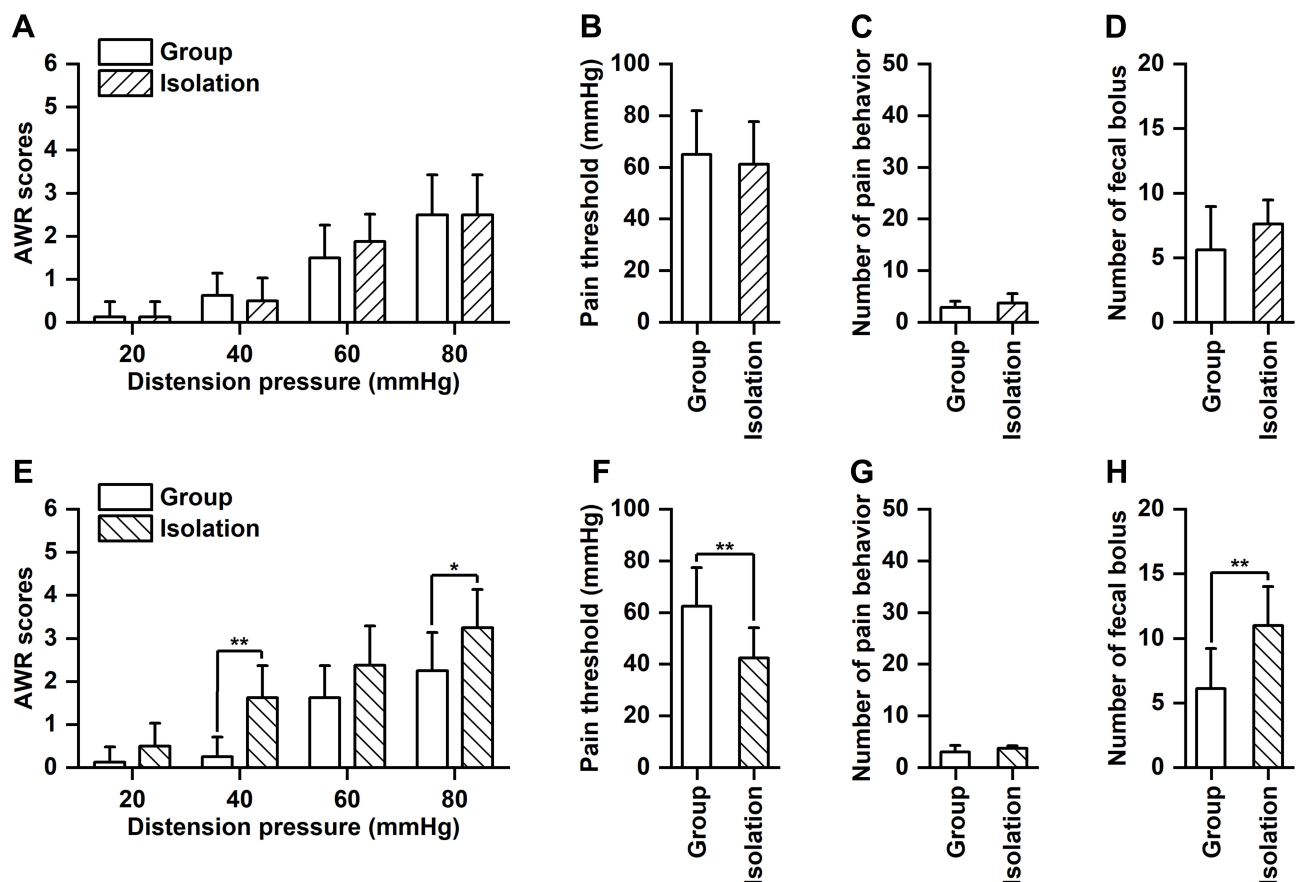 A
Group
Isolation
AWR scores
6
5
4
3
2
1
0
20 40 60 80
Distension pressure (mmHg)
B
Pain threshold (mmHg)
100
80
60
40
20
0
Group
Isolation
C
Number of pain behavior
50
40
30
20
10
0
Group
Isolation
D
Number of fecal bolus
20
15
10
5
0
Group
Isolation
E
Group
Isolation
AWR scores
6
5
4
3
2
1
0
**
*
20 40 60 80
Distension pressure (mmHg)
F
Pain threshold (mmHg)
100
80
60
40
20
0
**
Group
Isolation
G
Number of pain behavior
50
40
30
20
10
0
Group
Isolation
H
Number of fecal bolus
20
15
10
5
0
**
Group
Isolation